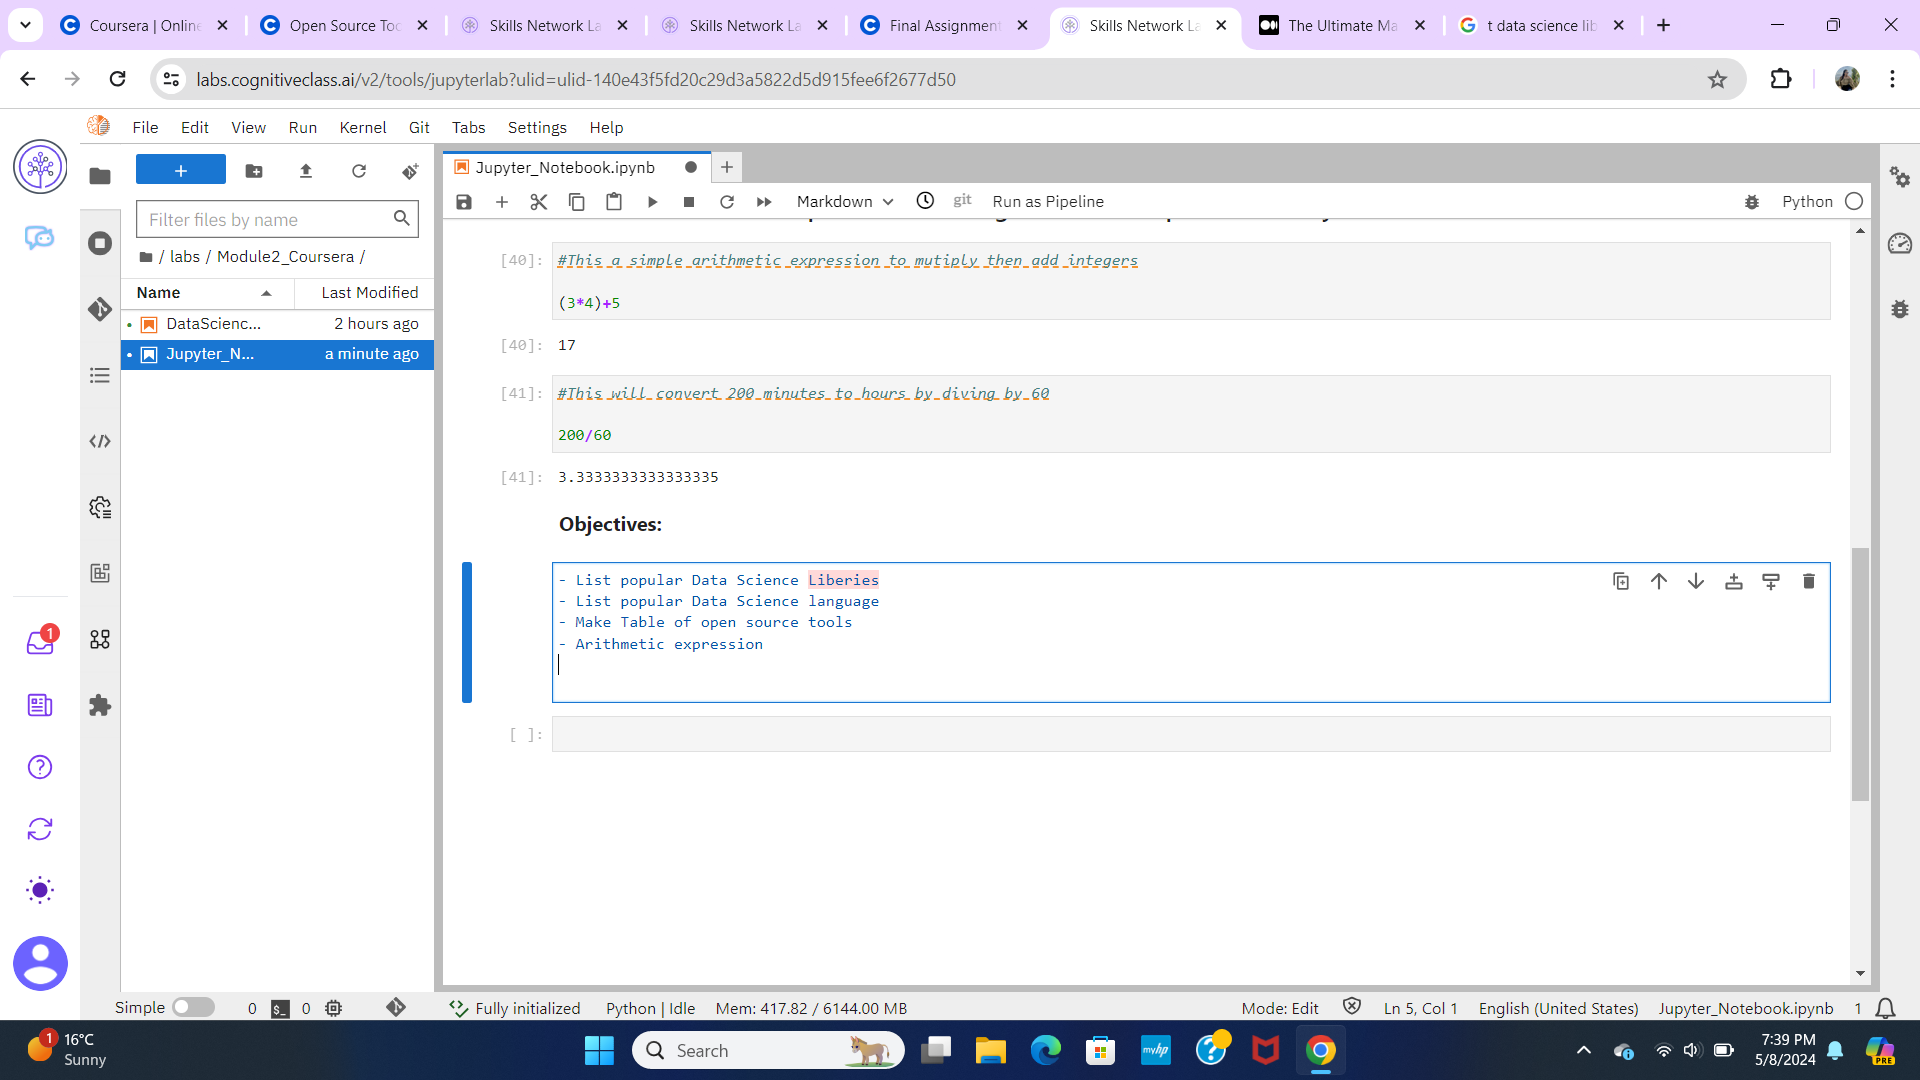 Coursera | Online
Open Source Too
Skills Network La
Skills Network La
Final Assignment
Skills Network La
The Ultimate Ma
t data science lib
labs.cognitiveclass.ai/v2/tools/jupyterlab?ulid=ulid-140e43f5fd20c29d3a5822d5d915fee6f2677d50
File Edit View Run Kernel Git Tabs Settings Help
Jupyter_Notebook.ipynb
Markdown
git
Run as Pipeline
Python
Filter files by name
/ labs / Module2_Coursera /
Name Last Modified
DataScienc... 2 hours ago
Jupyter_N... a minute ago
[40]: #This a simple arithmetic expression to mutiply then add integers
(3*4)+5
[40]: 17
[41]: #This will convert 200 minutes to hours by diving by 60
200/60
[41]: 3.3333333333333335
Objectives:
- List popular Data Science Liberies
- List popular Data Science language
- Make Table of open source tools
- Arithmetic expression
[ ]:
1
Simple 0 $_ 0 Fully initialized Python | Idle Mem: 417.82 / 6144.00 MB Mode: Edit Ln 5, Col 1 English (United States) Jupyter_Notebook.ipynb 1
1
16°C
Sunny
Search
myhp
7:39 PM
5/8/2024
PRE